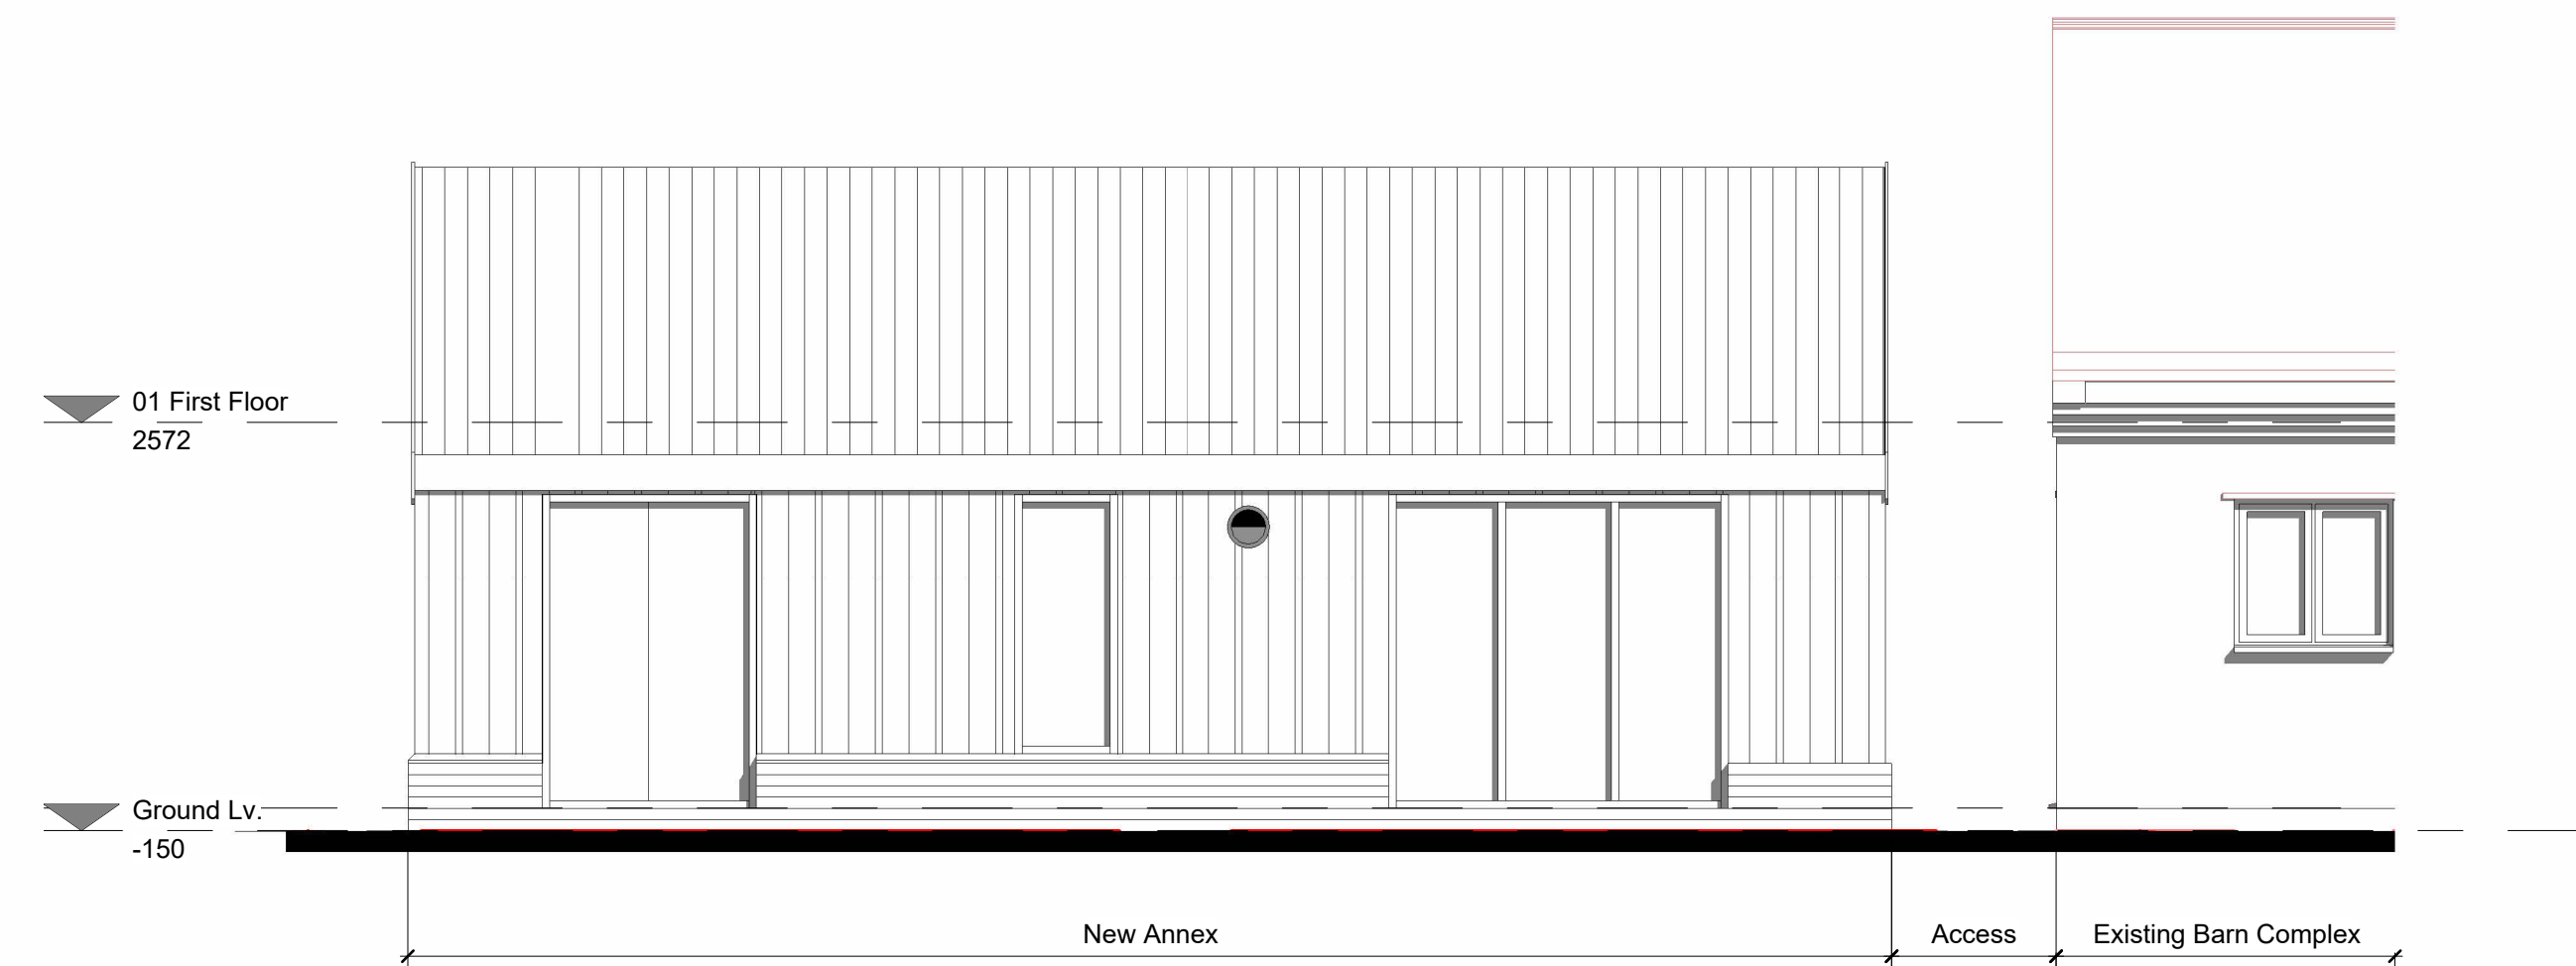 01 First Floor
2572
Ground Lv.
-150
New Annex
Access
Existing Barn Complex